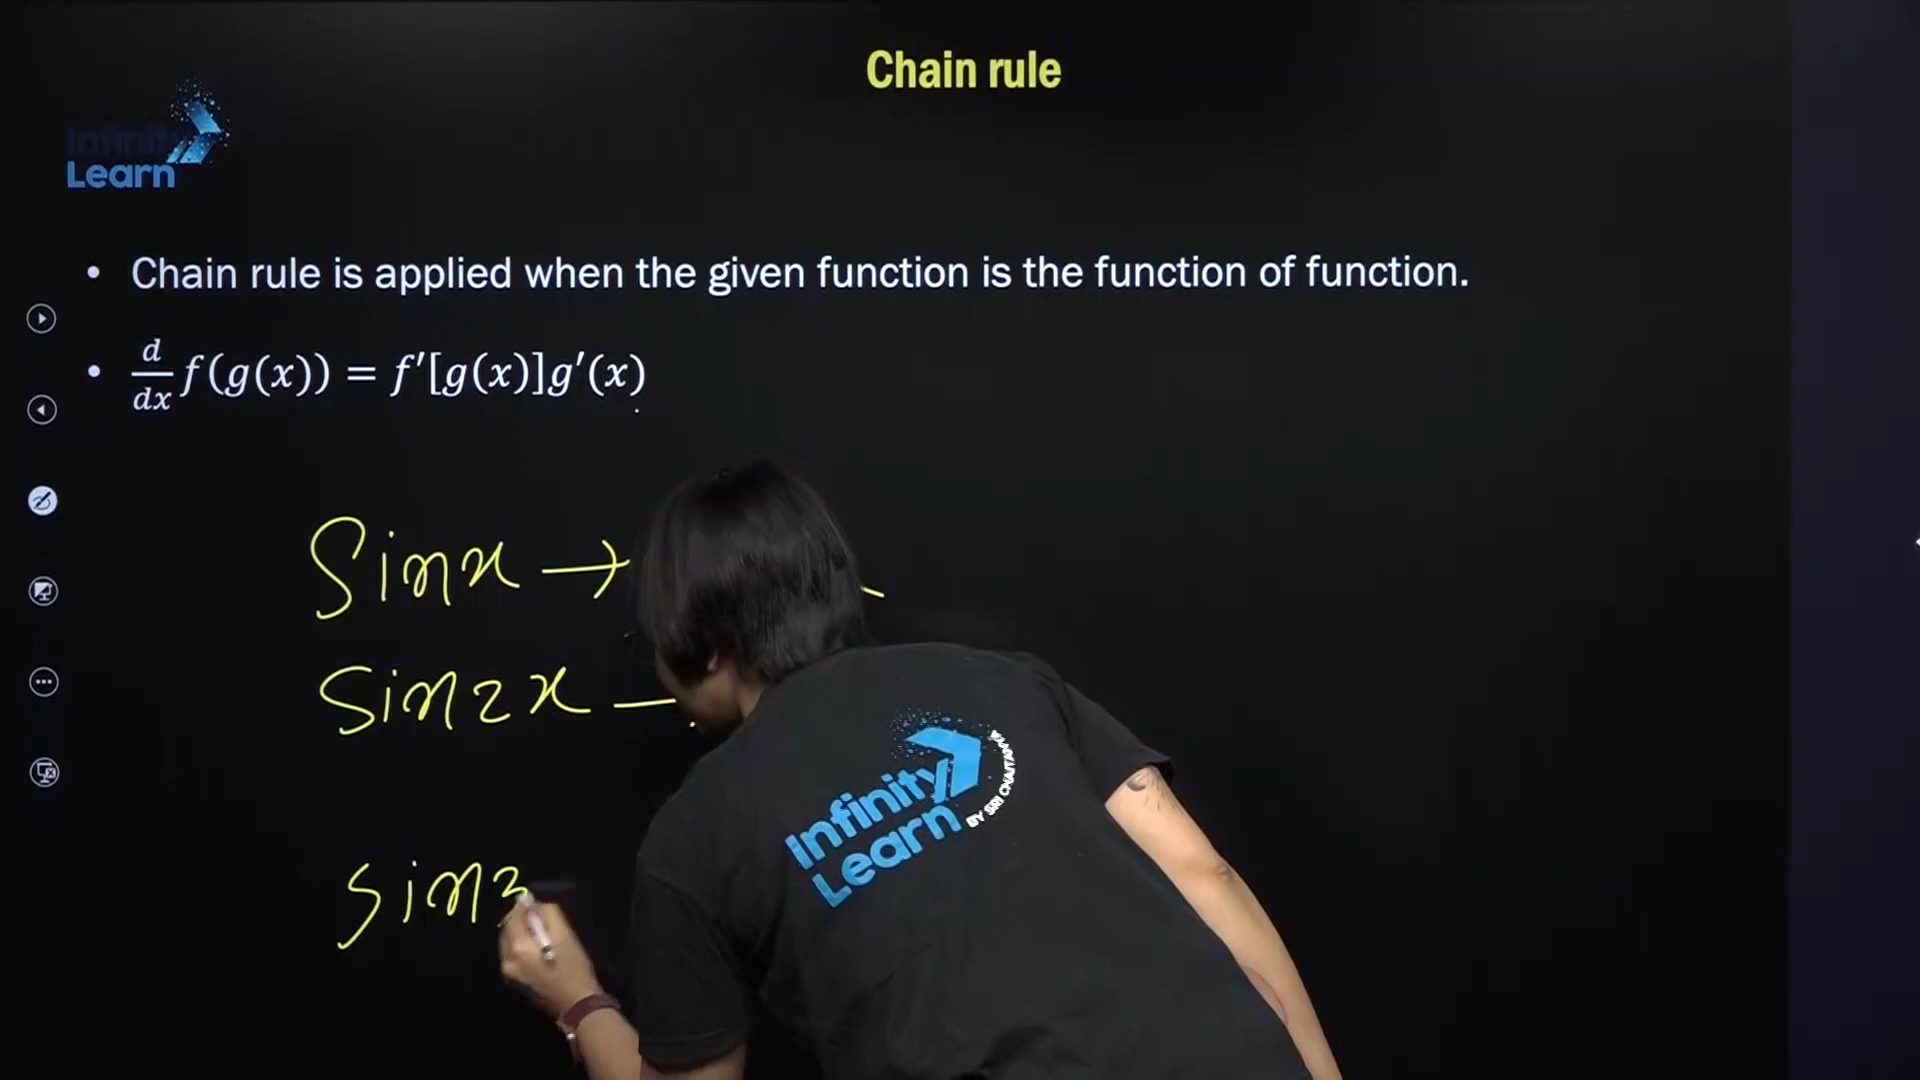 Chain rule
Infinity
Learn
• Chain rule is applied when the given function is the function of function.
• d/dx f(g(x)) = f'[g(x)]g'(x)
Sinx →
Sin2x —
Infinity
Learn
BY SRI CHAITANYA
sin